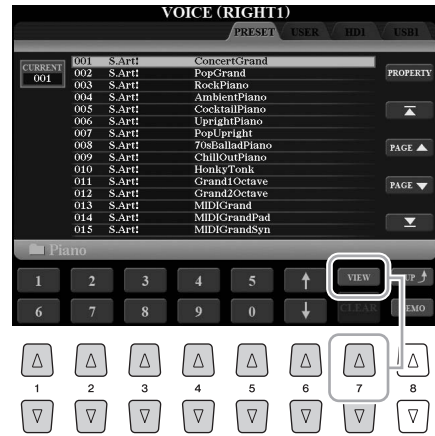 VOICE (RIGHT1)
PRESET USER HD1 USB1
CURRENT
001
001 S.Art! ConcertGrand
002 S.Art! PopGrand
003 S.Art! RockPiano
004 S.Art! AmbientPiano
005 S.Art! CocktailPiano
006 S.Art! UprightPiano
007 S.Art! PopUpright
008 S.Art! 70sBalladPiano
009 S.Art! ChillOutPiano
010 S.Art! HonkyTonk
011 S.Art! Grand1Octave
012 S.Art! Grand2Octave
013 S.Art! MIDIGrand
014 S.Art! MIDIGrandPad
015 S.Art! MIDIGrandSyn
PROPERTY
PAGE
PAGE
Piano
1 2 3 4 5 VIEW UP
6 7 8 9 0 CLEAR
1 2 3 4 5 6 7 8